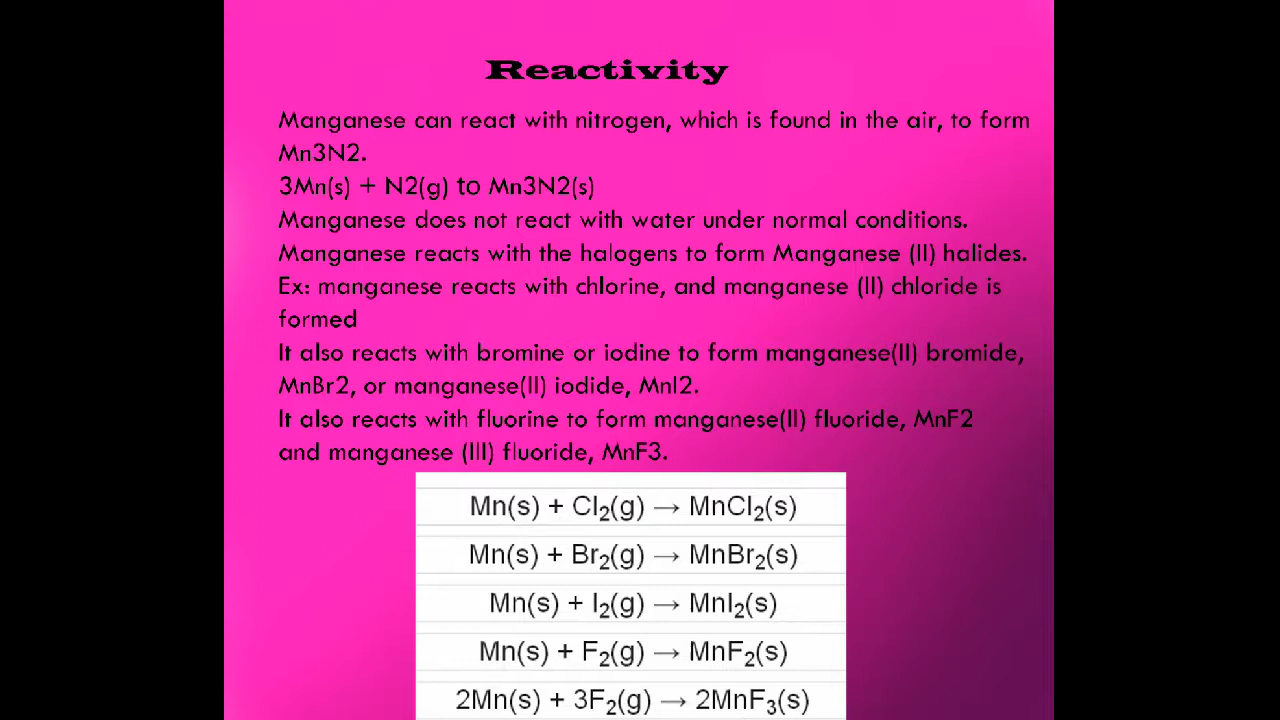 Reactivity
Manganese can react with nitrogen, which is found in the air, to form
Mn3N2.
3Mn(s) + N2(g) to Mn3N2(s)
Manganese does not react with water under normal conditions.
Manganese reacts with the halogens to form Manganese (II) halides.
Ex: manganese reacts with chlorine, and manganese (II) chloride is
formed
It also reacts with bromine or iodine to form manganese(II) bromide,
MnBr2, or manganese(II) iodide, MnI2.
It also reacts with fluorine to form manganese(II) fluoride, MnF2
and manganese (III) fluoride, MnF3.
Mn(s) + Cl₂(g) → MnCl₂(s)
Mn(s) + Br₂(g) → MnBr₂(s)
Mn(s) + I₂(g) → MnI₂(s)
Mn(s) + F₂(g) → MnF₂(s)
2Mn(s) + 3F₂(g) → 2MnF₃(s)